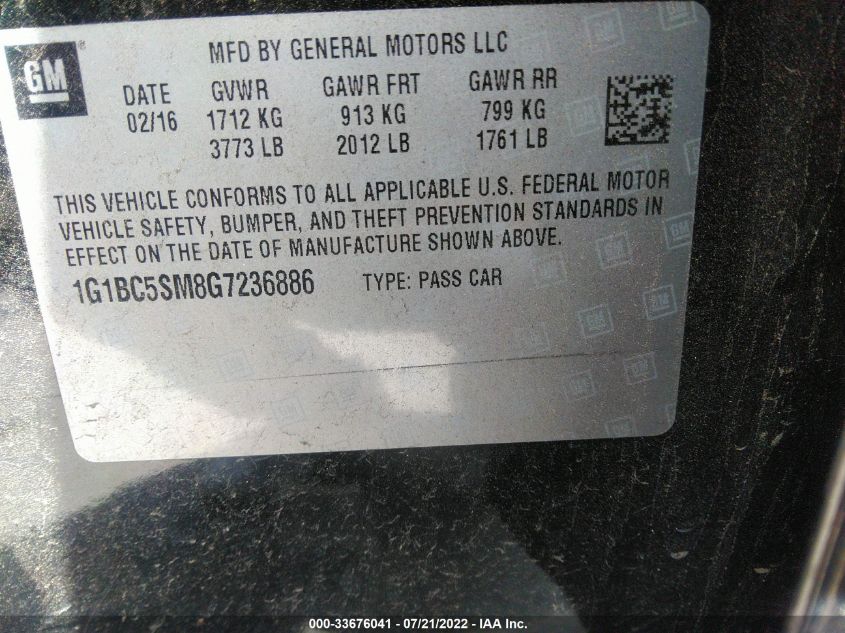 GM
MFD BY GENERAL MOTORS LLC
DATE GVWR GAWR FRT GAWR RR
02/16 1712 KG 913 KG 799 KG
3773 LB 2012 LB 1761 LB
THIS VEHICLE CONFORMS TO ALL APPLICABLE U.S. FEDERAL MOTOR
VEHICLE SAFETY, BUMPER, AND THEFT PREVENTION STANDARDS IN
EFFECT ON THE DATE OF MANUFACTURE SHOWN ABOVE.
1G1BC5SM8G7236886 TYPE: PASS CAR
000-33676041 / 07/21/2022 - IAA Inc.